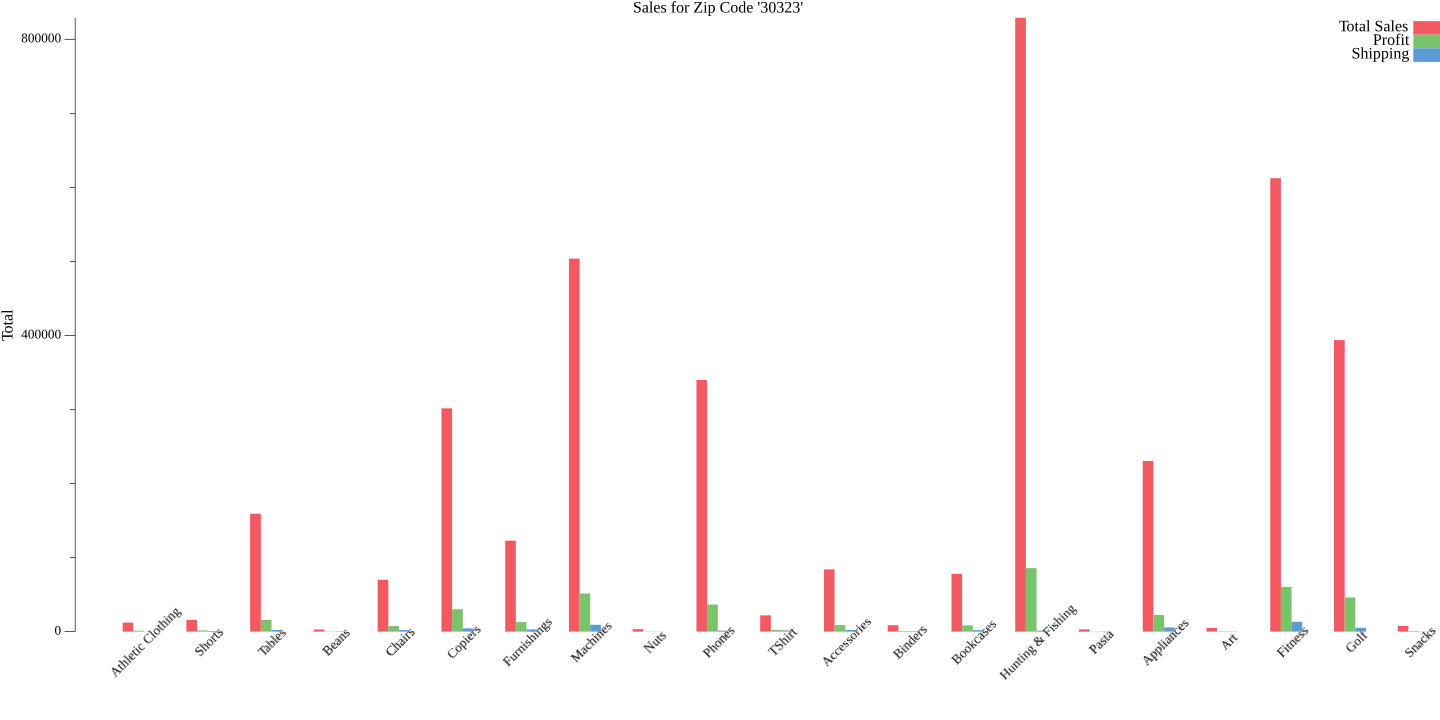 Sales for Zip Code '30323'
Total Sales
Profit
Shipping
Total
800000
400000
0
Athletic Clothing
Shorts
Tables
Beans
Chairs
Copiers
Furnishings
Machines
Nuts
Phones
TShirt
Accessories
Binders
Bookcases
Hunting & Fishing
Pasta
Appliances
Art
Fitness
Golf
Snacks